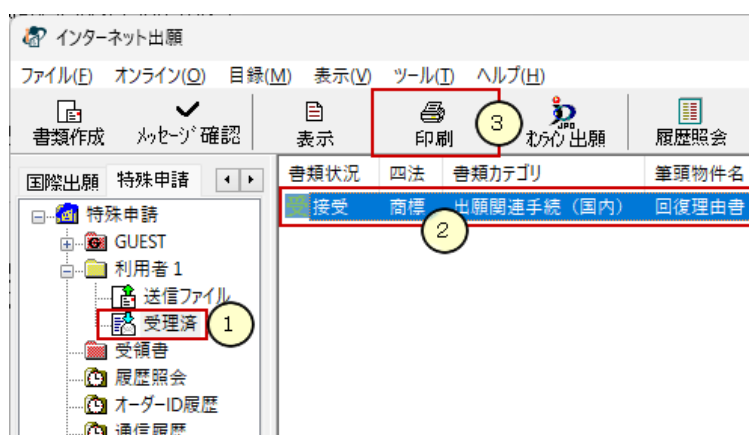 インターネット出願
ファイル(F) オンライン(O) 目録(M) 表示(V) ツール(T) ヘルプ(H)
書類作成 メッセージ確認 表示 印刷 3 オンライン出願 履歴照会
国際出願 特殊申請
書類状況 四法 書類カテゴリ 筆頭物件名
受 接受 商標 出願関連手続（国内） 回復理由書
2
特殊申請
GUEST
利用者１
送信ファイル
受理済 1
受領書
履歴照会
オーダーID履歴
通信履歴